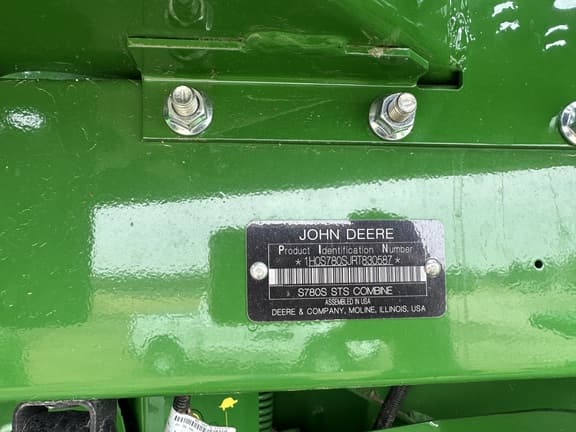 JOHN DEERE
Product Identification Number
*1H0S780SJRT830587*
S780S STS COMBINE
ASSEMBLED IN USA
DEERE & COMPANY, MOLINE, ILLINOIS, USA